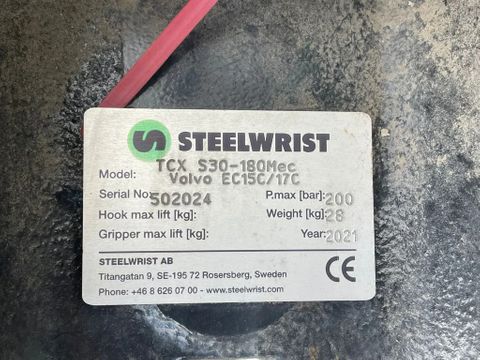 STEELWRIST
Model: TCX S30-180Mec
Volvo EC15C/17C
Serial No: 502024 P.max [bar]: 200
Hook max lift [kg]: Weight [kg]: 28
Gripper max lift [kg]: Year: 2021
STEELWRIST AB
Titangatan 9, SE-195 72 Rosersberg, Sweden
Phone: +46 8 626 07 00 - www.steelwrist.com
CE